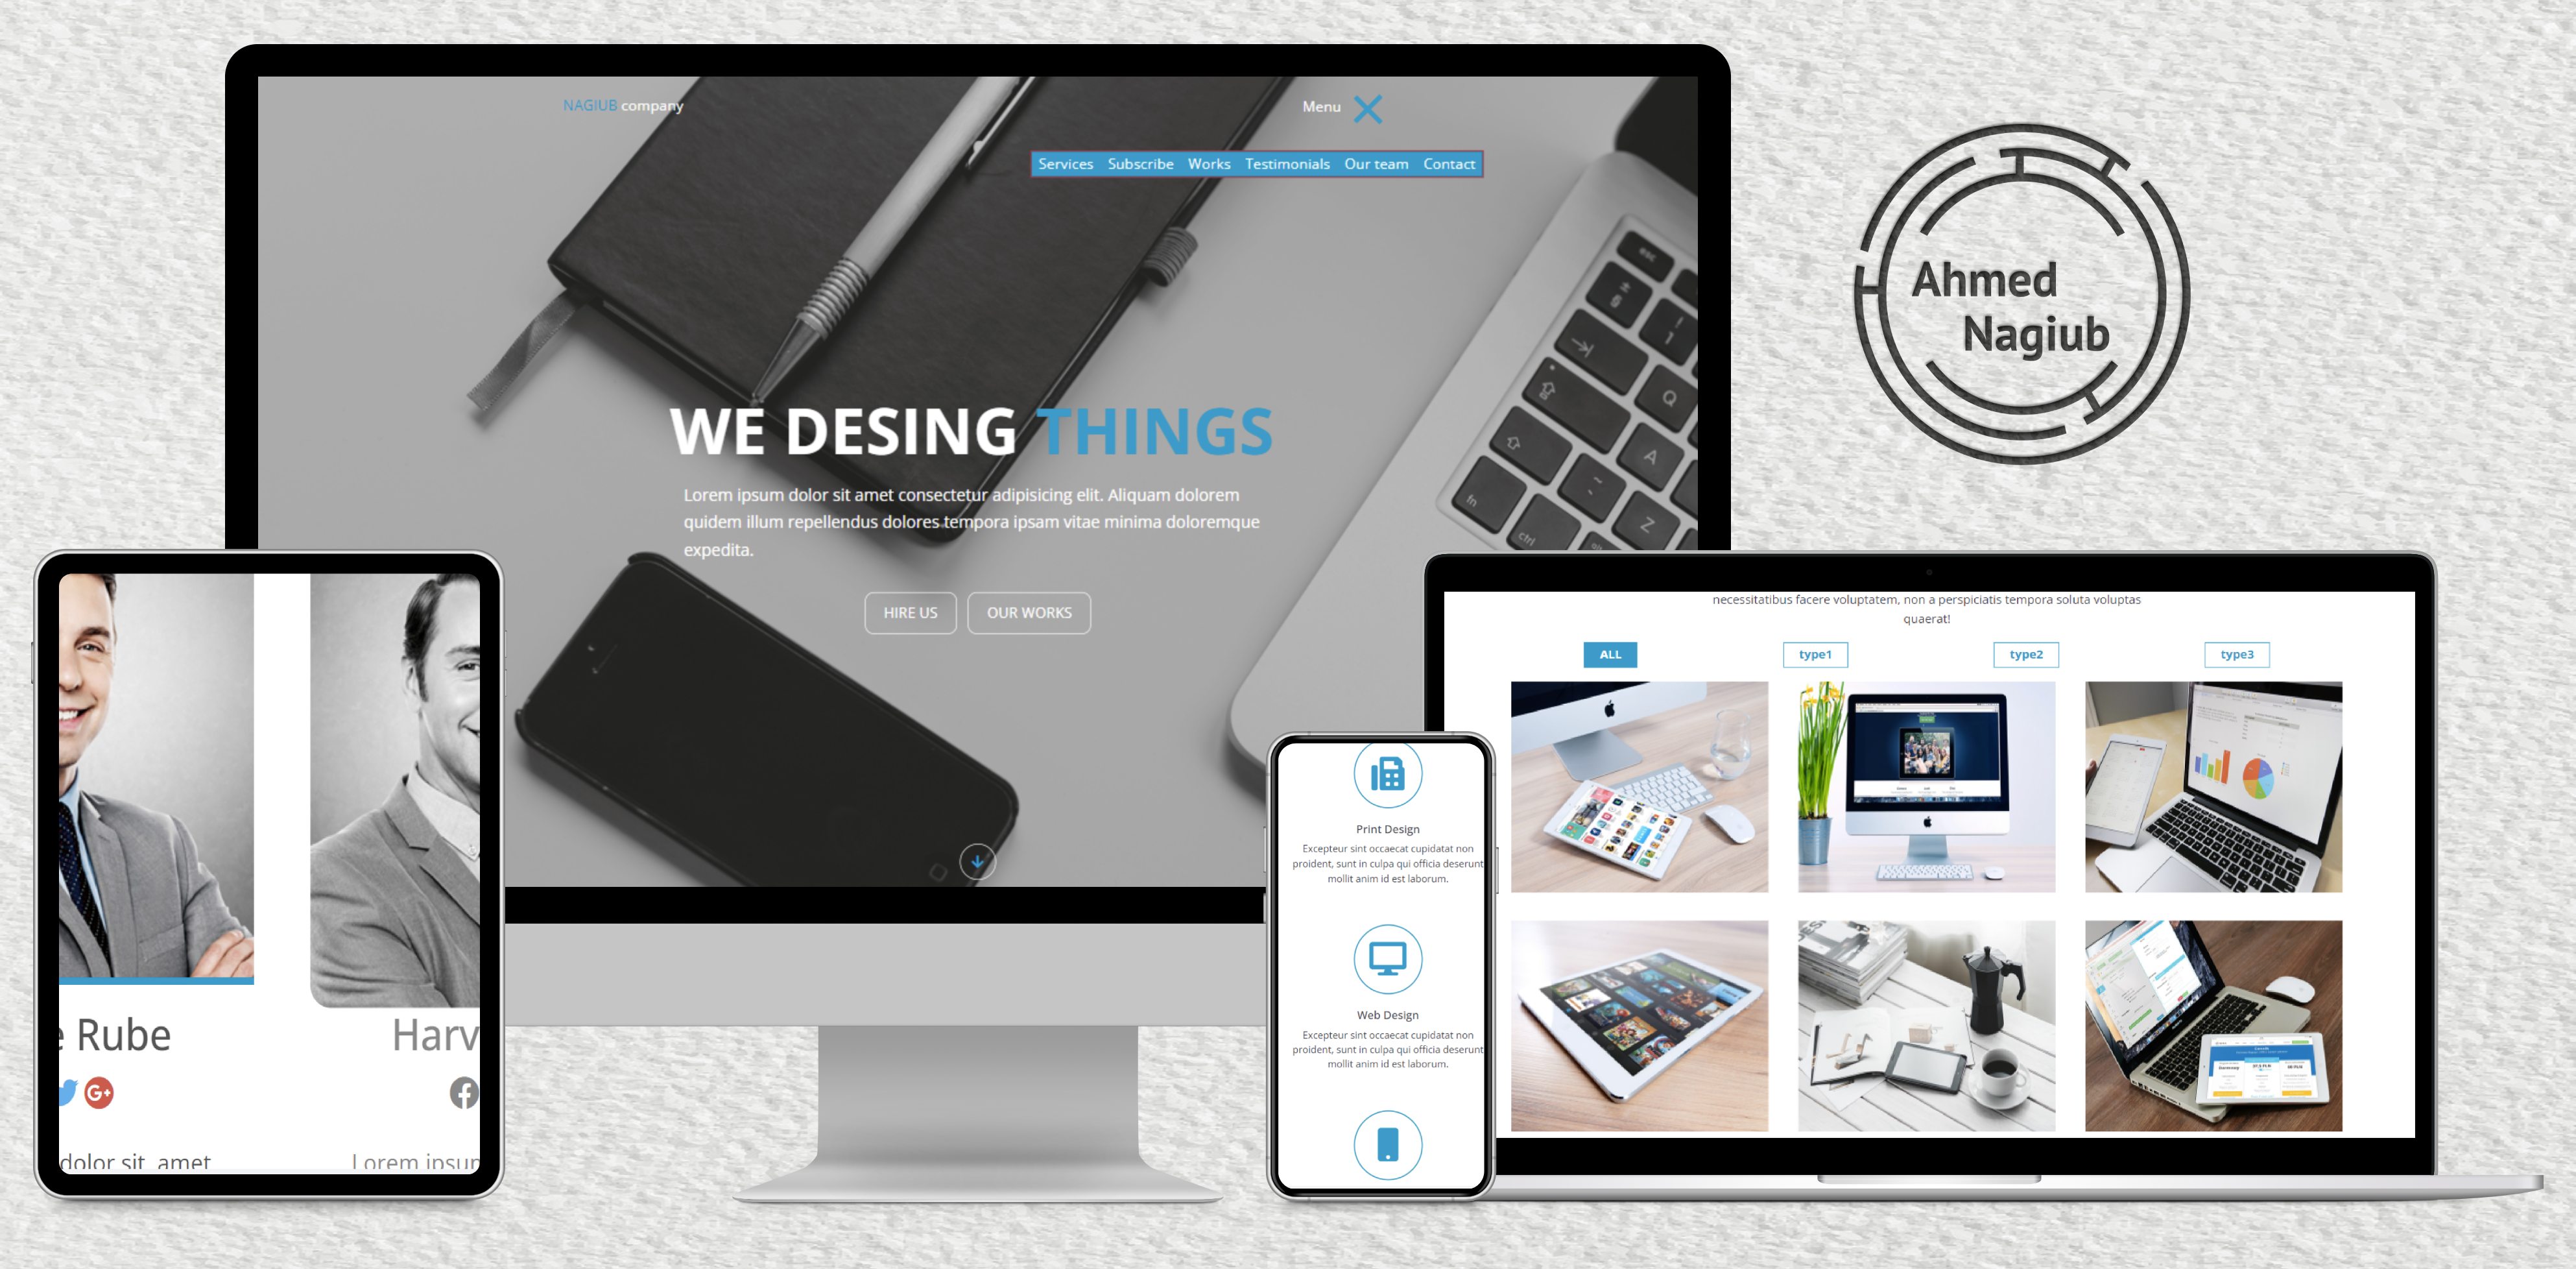 NAGIUB company
Menu
Services Subscribe Works Testimonials Our team Contact
WE DESING THINGS
Lorem ipsum dolor sit amet consectetur adipisicing elit. Aliquam dolorem
quidem illum repellendus dolores tempora ipsam vitae minima doloremque
expedita.
HIRE US OUR WORKS
Ahmed
Nagiub
esc
Q
A
Z
fn
ctrl
e Rube
Harv
G+
dolor sit amet
Lorem ipsur
Print Design
Excepteur sint occaecat cupidatat non
proident, sunt in culpa qui officia deserunt
mollit anim id est laborum.
Web Design
Excepteur sint occaecat cupidatat non
proident, sunt in culpa qui officia deserunt
mollit anim id est laborum.
necessitatibus facere voluptatem, non a perspiciatis tempora soluta voluptas
quaerat!
ALL type1 type2 type3